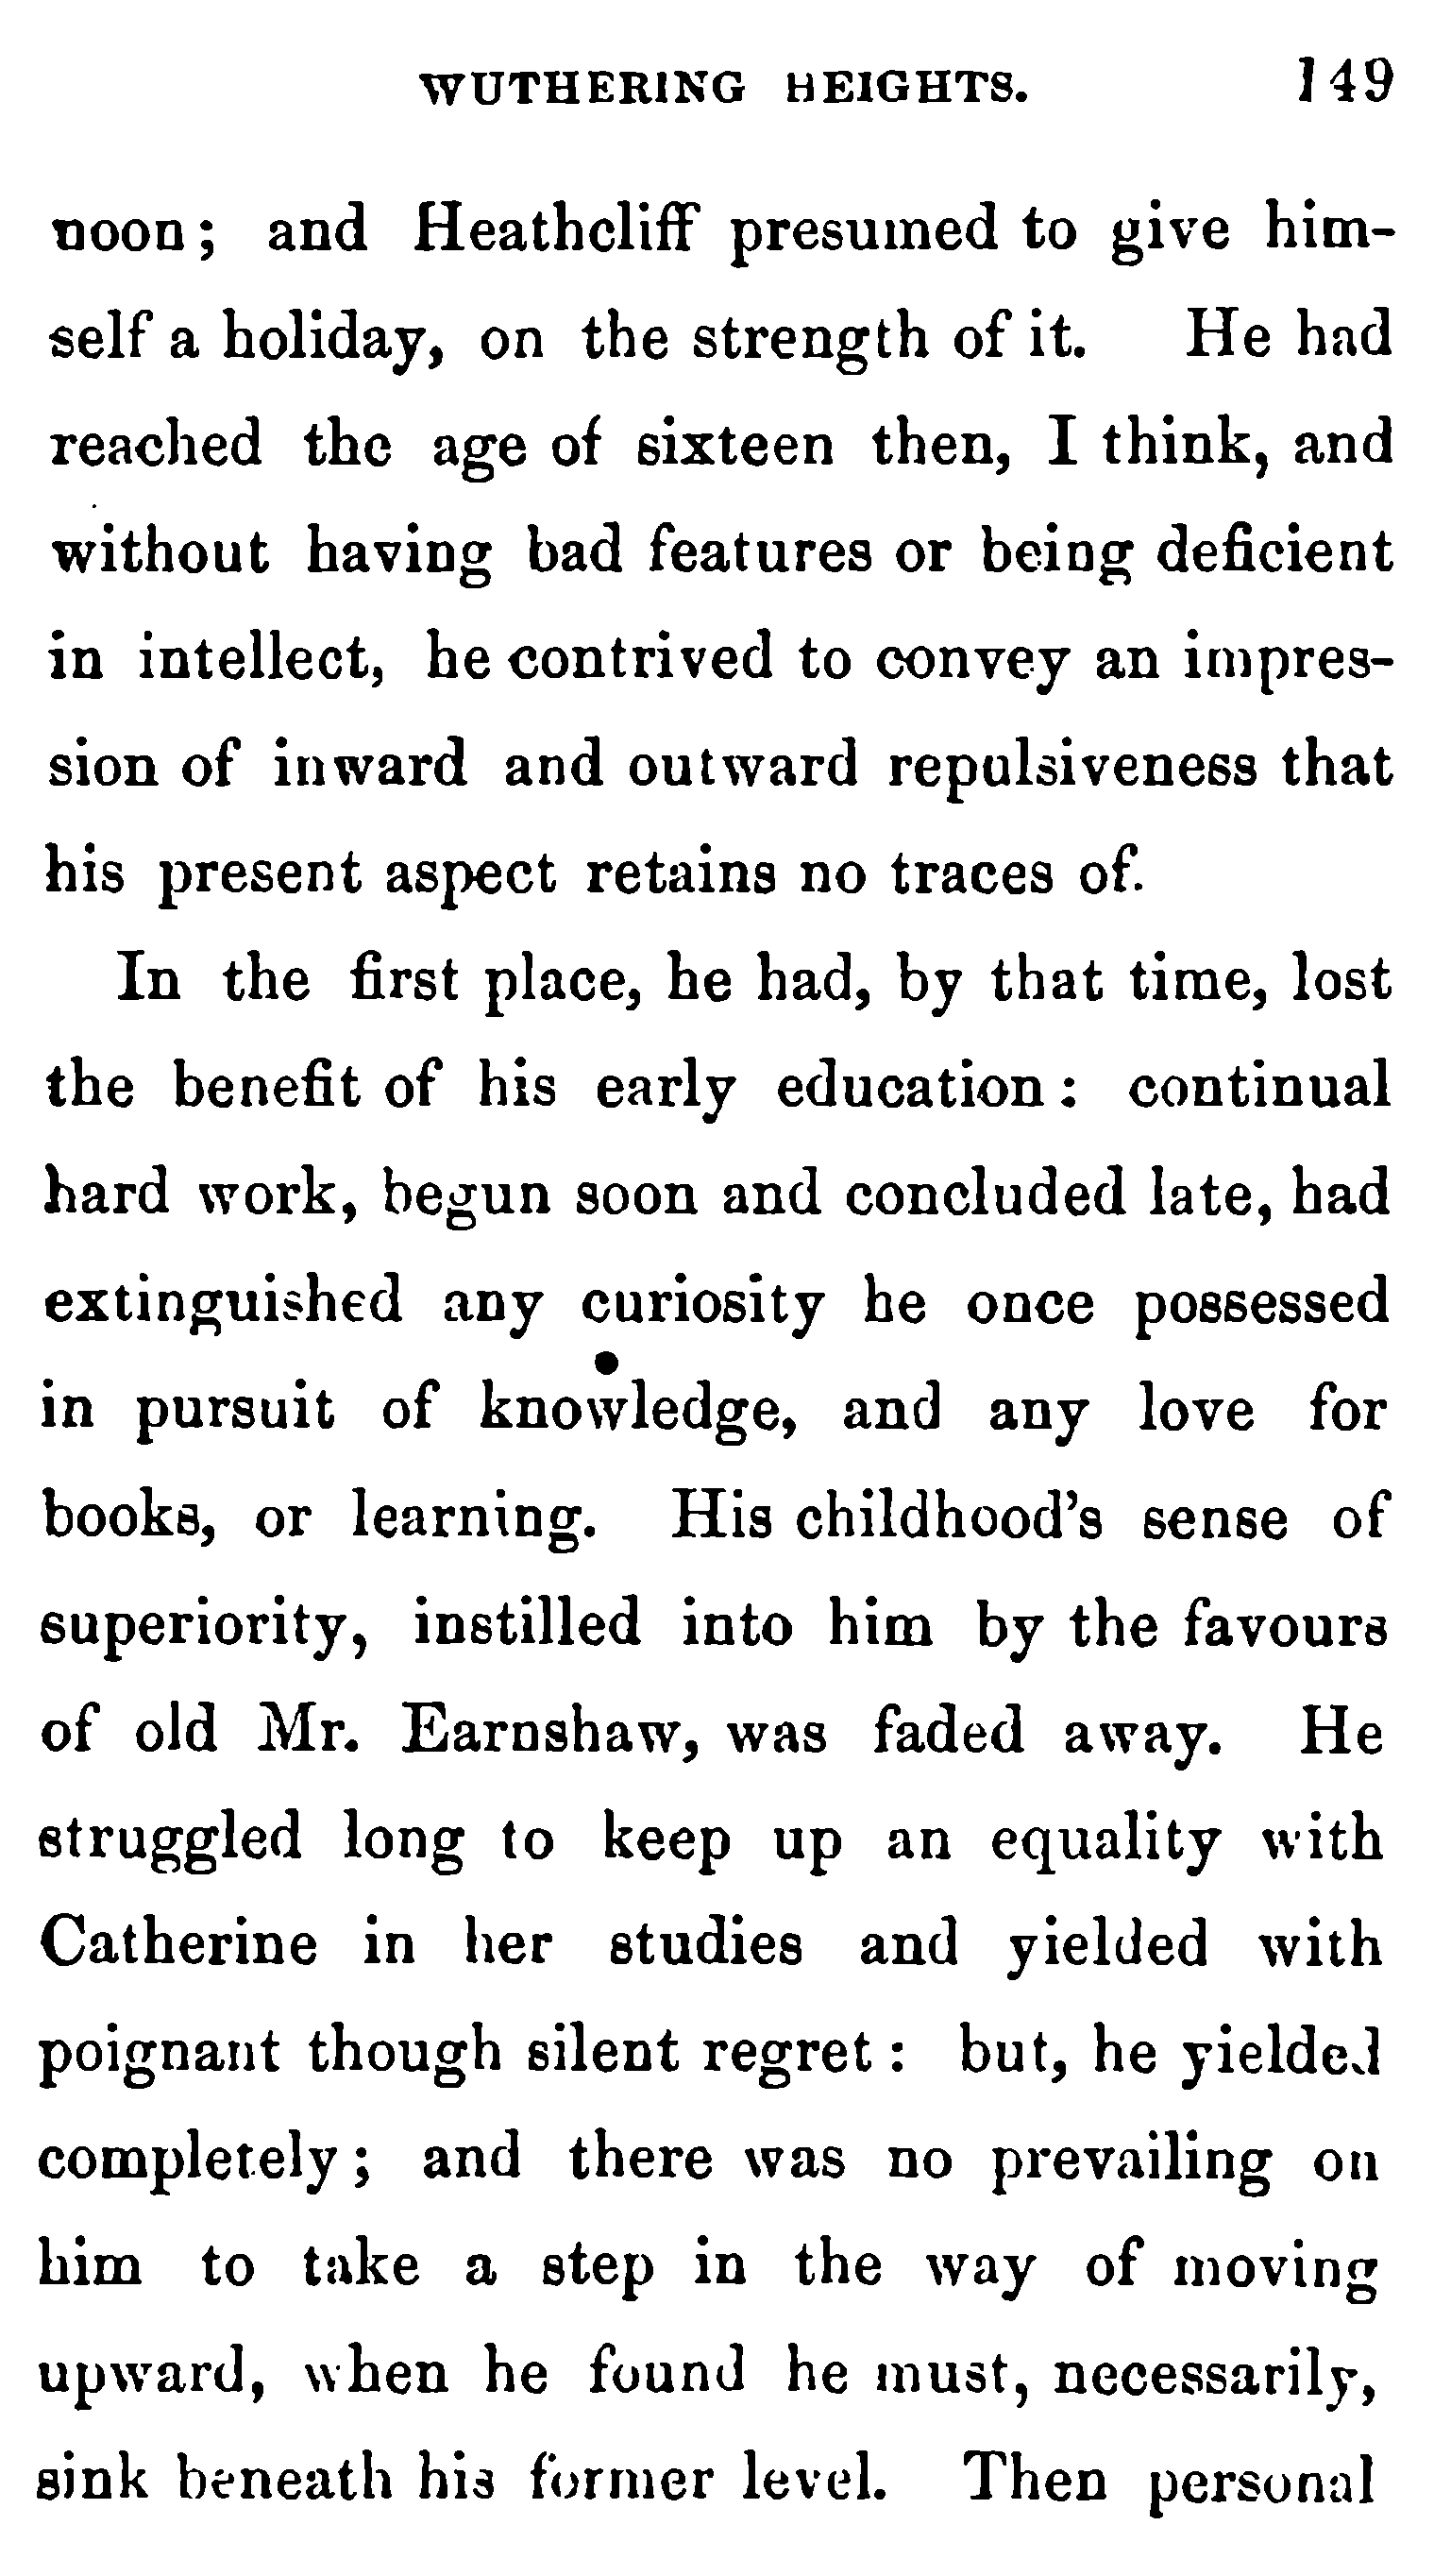 WUTHERING HEIGHTS. 149
noon; and Heathcliff presumed to give him-
self a holiday, on the strength of it. He had
reached the age of sixteen then, I think, and
without having bad features or being deficient
in intellect, he contrived to convey an impres-
sion of inward and outward repulsiveness that
his present aspect retains no traces of.
In the first place, he had, by that time, lost
the benefit of his early education: continual
hard work, begun soon and concluded late, had
extinguished any curiosity he once possessed
in pursuit of knowledge, and any love for
books, or learning. His childhood's sense of
superiority, instilled into him by the favours
of old Mr. Earnshaw, was faded away. He
struggled long to keep up an equality with
Catherine in her studies and yielded with
poignant though silent regret: but, he yielded
completely; and there was no prevailing on
him to take a step in the way of moving
upward, when he found he must, necessarily,
sink beneath his former level. Then personal